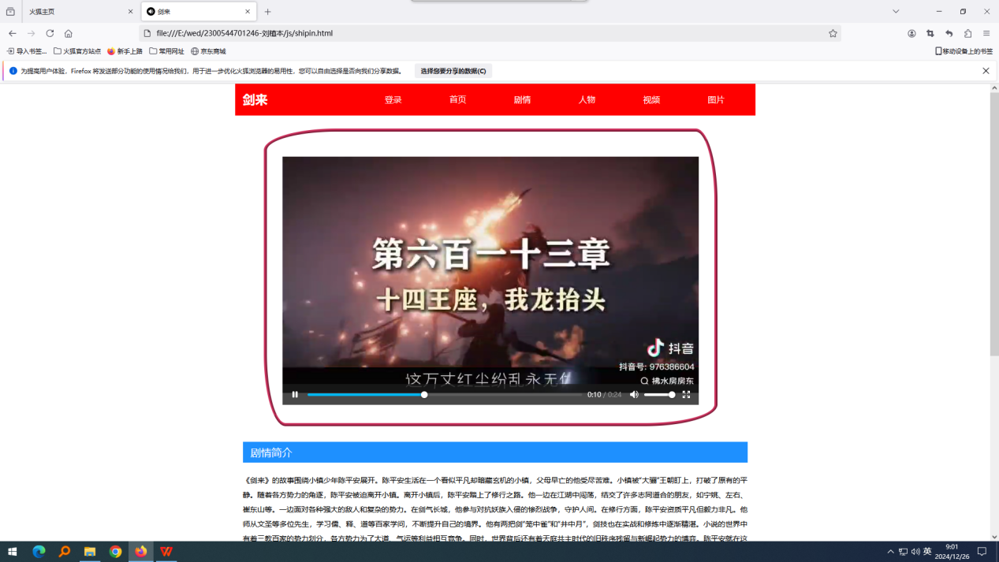 火狐主页
剑来
file:///E:/wed/2300544701246-刘植本/js/shipin.html
导入书签... 火狐官方站点 新手上路 常用网址 京东商城 移动设备上的书签
为提高用户体验，Firefox 将发送部分功能的使用情况给我们，用于进一步优化火狐浏览器的易用性，您可以自由选择是否向我们分享数据。 选择您要分享的数据(C)
剑来 登录 首页 剧情 人物 视频 图片
第六百一十三章
十四王座，我龙抬头
抖音
抖音号: 976386604
这万丈红尘纷乱永无
拂水房房东
0:10 / 0:24
剧情简介
《剑来》的故事围绕小镇少年陈平安展开。陈平安生活在一个看似平凡却暗藏玄机的小镇，父母早亡的他受尽苦难。小镇被“大骊”王朝盯上，打破了原有的平
静。随着各方势力的角逐，陈平安被迫离开小镇。离开小镇后，陈平安踏上了修行之路。他一边在江湖中闯荡，结交了许多志同道合的朋友，如宁姚、左右、
崔东山等。一边面对各种强大的敌人和复杂的势力。在剑气长城，他参与对抗妖族入侵的惨烈战争，守护人间。在修行方面，陈平安资质平凡但毅力非凡。他
师从文圣等多位先生，学习儒、释、道等百家学问，不断提升自己的境界。他有两把剑“笼中雀”和“井中月”，剑技也在实战和修炼中逐渐精湛。小说的世界中
有着三教百家的势力划分，各方势力为了大道、气运等利益相互竞争。同时，世界背后还有着天庭共主时代的旧秩序残留与新崛起势力的博弈。陈平安就在这
英
9:01
2024/12/26